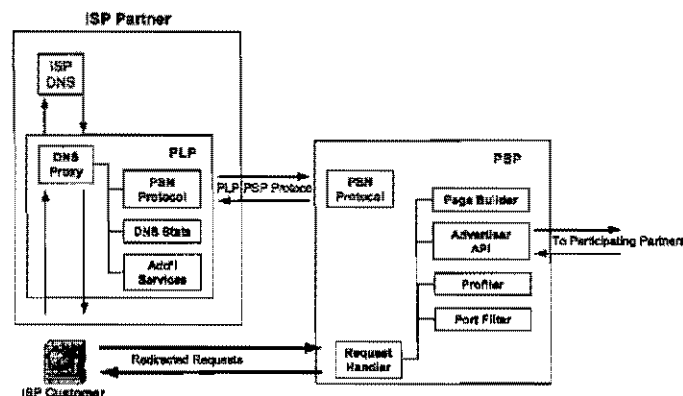 ISP Partner
ISP
DNS
PLP
DNS
Proxy
PSN
Protocol
DNS Stats
Add'l
Services
PLP PSP Protocol
PSP
PSN
Protocol
Page Builder
Advertiser
API
To Participating Partners
Profiler
Port Filter
Request
Handler
Redirected Requests
ISP Customer